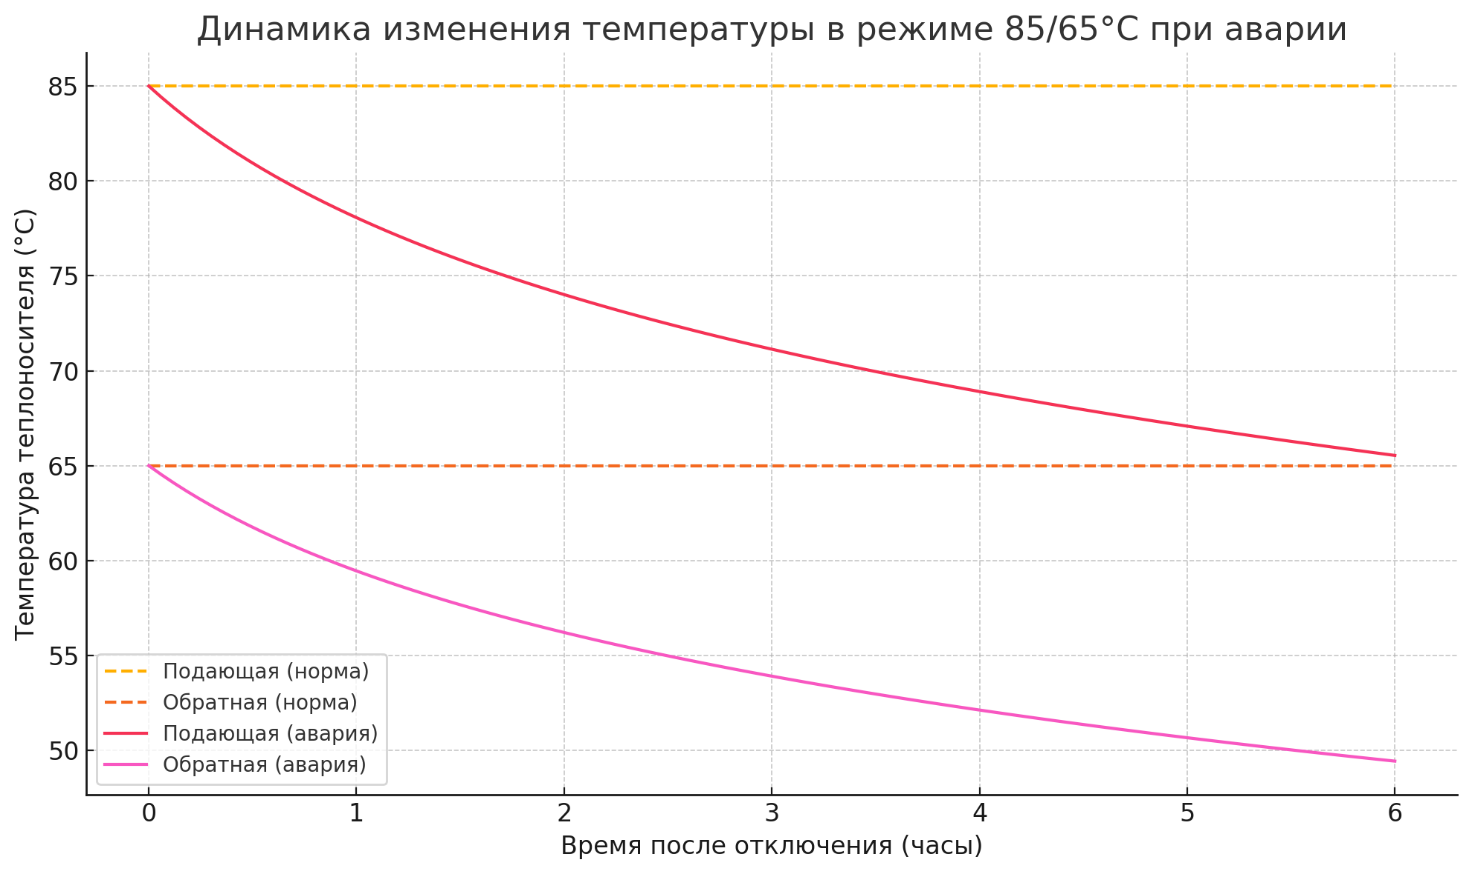 Динамика изменения температуры в режиме 85/65°C при аварии
Температура теплоносителя (°C)
85
80
75
70
65
60
55
50
Подающая (норма)
Обратная (норма)
Подающая (авария)
Обратная (авария)
0 1 2 3 4 5 6
Время после отключения (часы)